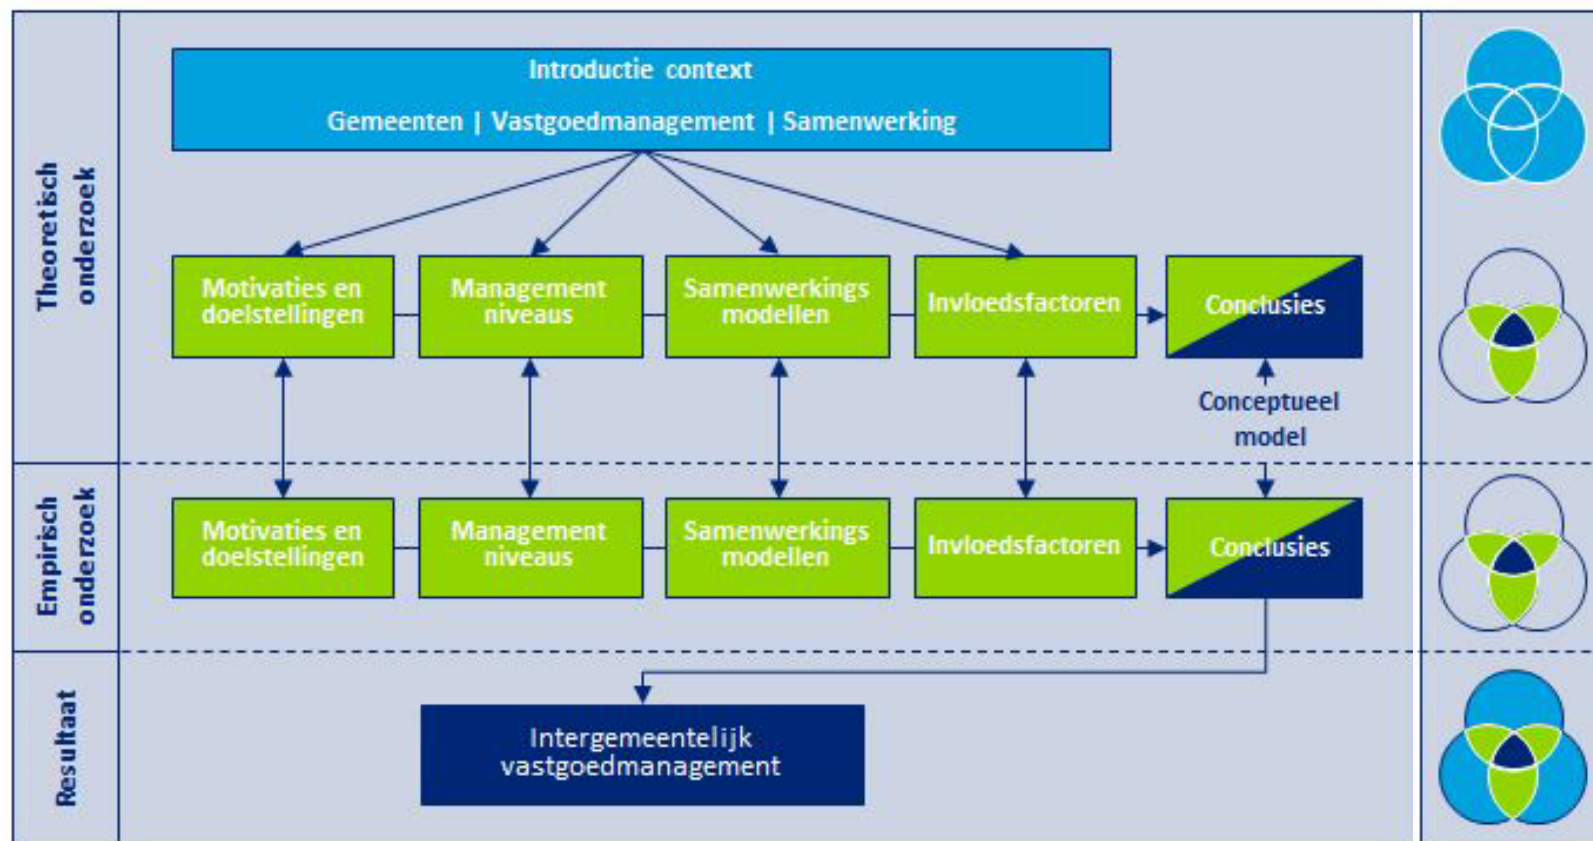 Theoretisch
onderzoek
Introductie context
Gemeenten | Vastgoedmanagement | Samenwerking
Motivaties en
doelstellingen
Management
niveaus
Samenwerkings
modellen
Invloedsfactoren
Conclusies
Conceptueel
model
Empirisch
onderzoek
Motivaties en
doelstellingen
Management
niveaus
Samenwerkings
modellen
Invloedsfactoren
Conclusies
Resultaat
Intergemeentelijk
vastgoedmanagement